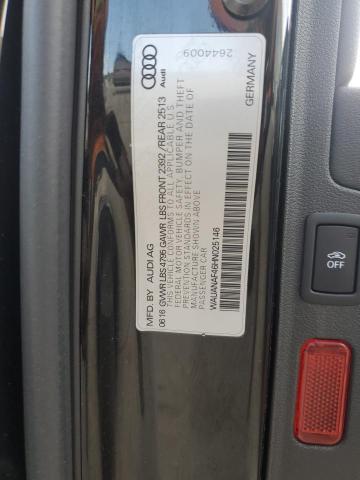 MFD. BY AUDI AG
0616 GVWR LBS 4795 GAWR LBS FRONT 2392 / REAR 2513
THIS VEHICLE CONFORMS TO ALL APPLICABLE U.S.
FEDERAL MOTOR VEHICLE SAFETY, BUMPER AND THEFT
PREVENTION STANDARDS IN EFFECT ON THE DATE OF
MANUFACTURE SHOWN ABOVE
PASSENGER CAR
WAUANAF46HN025146
GERMANY
Audi
2644009
OFF